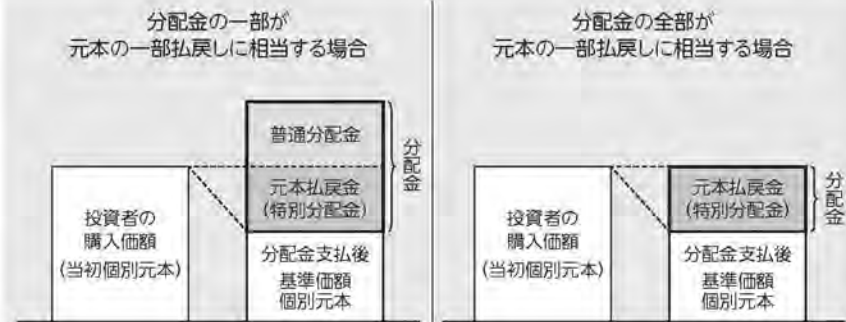 分配金の一部が
元本の一部払戻しに相当する場合
普通分配金
元本払戻金
(特別分配金)
分配金
投資者の
購入価額
(当初個別元本)
分配金支払後
基準価額
個別元本
分配金の全部が
元本の一部払戻しに相当する場合
元本払戻金
(特別分配金)
分配金
投資者の
購入価額
(当初個別元本)
分配金支払後
基準価額
個別元本